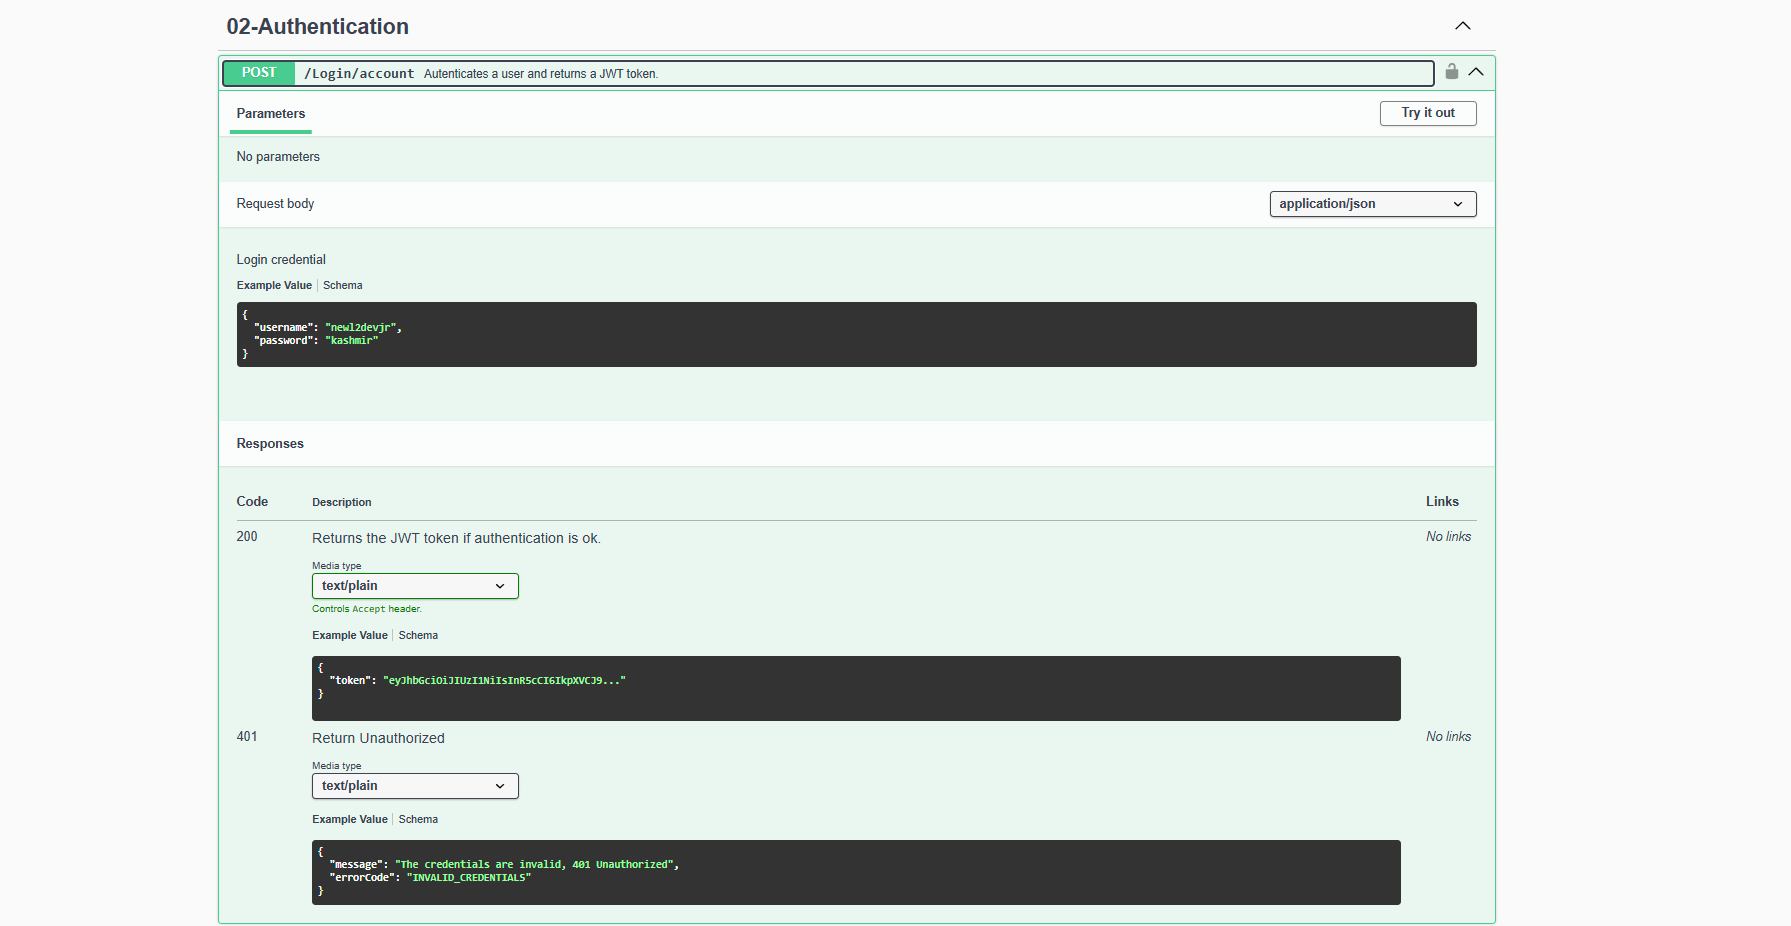 02-Authentication
POST /Login/account Autenticates a user and returns a JWT token.
Parameters
Try it out
No parameters
Request body
application/json
Login credential
Example Value | Schema
{
  "username": "newl2devjr",
  "password": "kashmir"
}
Responses
Code Description Links
200 Returns the JWT token if authentication is ok. No links
Media type
text/plain
Controls Accept header.
Example Value | Schema
{
  "token": "eyJhbGciOiJIUzI1NiIsInR5cCI6IkpXVCJ9..."
}
401 Return Unauthorized No links
Media type
text/plain
Example Value | Schema
{
  "message": "The credentials are invalid, 401 Unauthorized",
  "errorCode": "INVALID_CREDENTIALS"
}